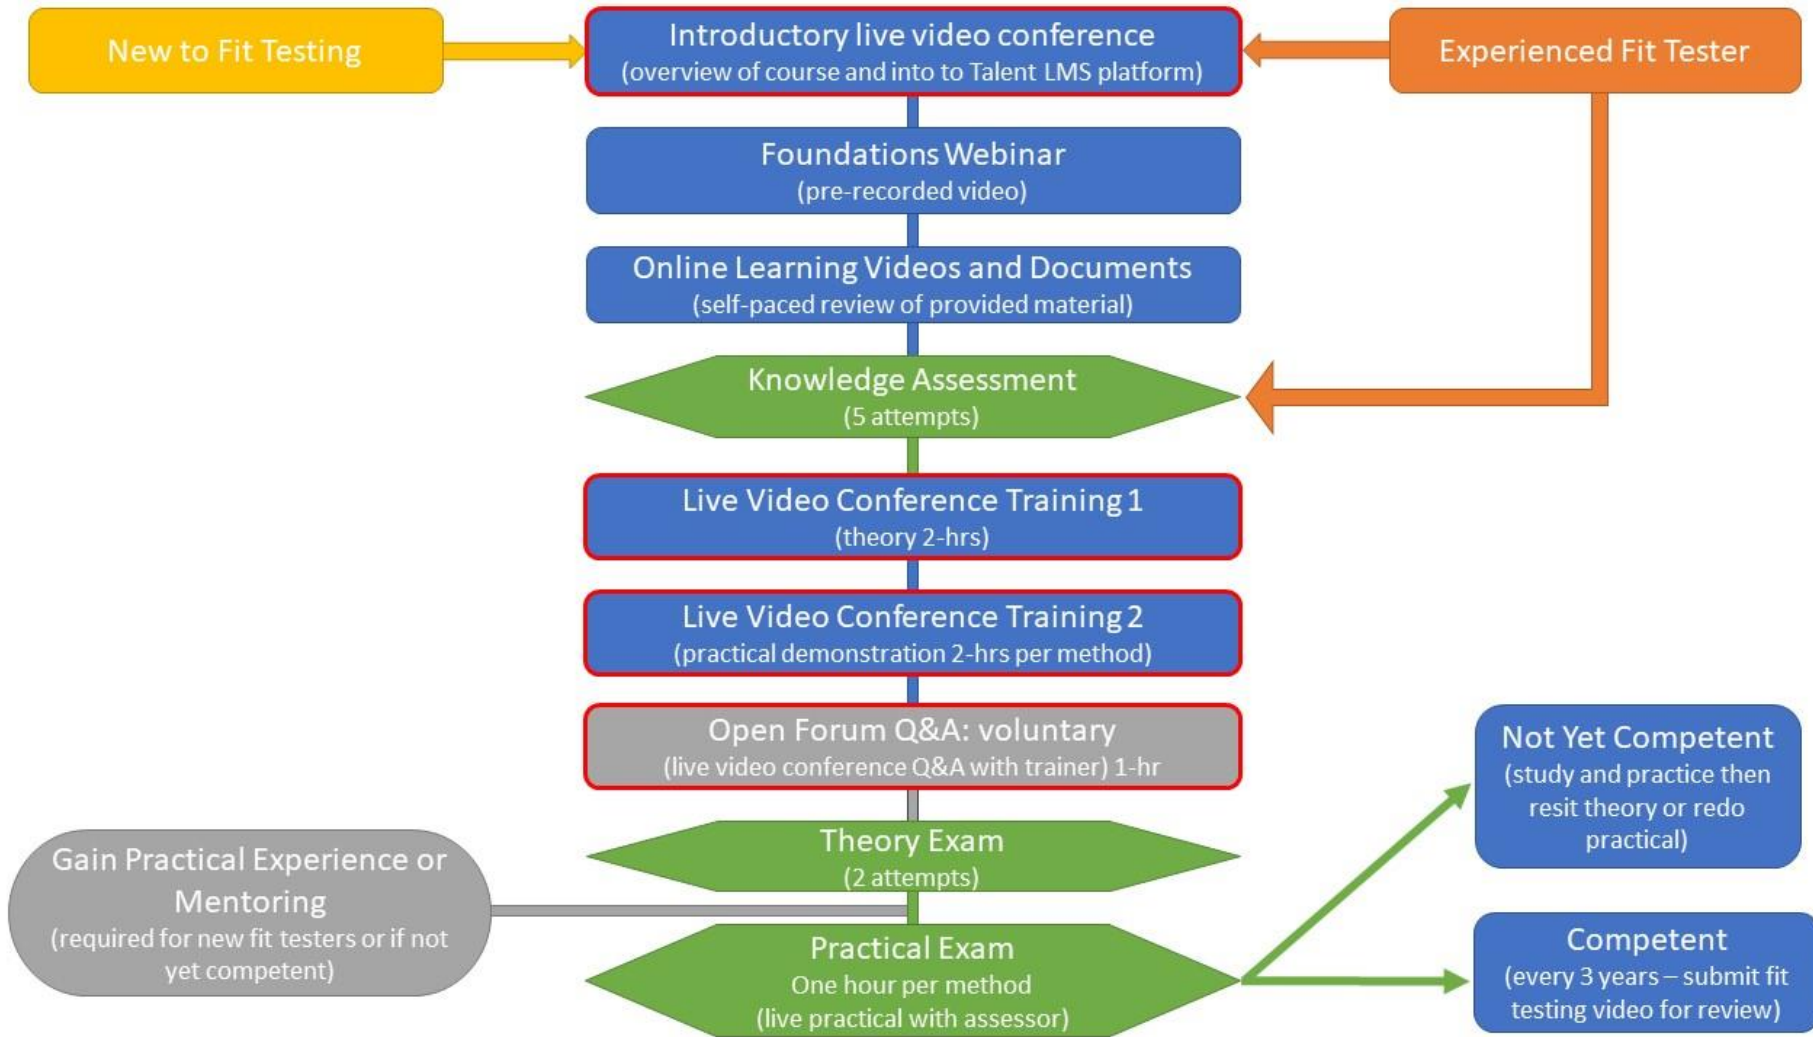 New to Fit Testing
Introductory live video conference
(overview of course and into to Talent LMS platform)
Experienced Fit Tester
Foundations Webinar
(pre-recorded video)
Online Learning Videos and Documents
(self-paced review of provided material)
Knowledge Assessment
(5 attempts)
Live Video Conference Training 1
(theory 2-hrs)
Live Video Conference Training 2
(practical demonstration 2-hrs per method)
Open Forum Q&A: voluntary
(live video conference Q&A with trainer) 1-hr
Theory Exam
(2 attempts)
Gain Practical Experience or
Mentoring
(required for new fit testers or if not
yet competent)
Practical Exam
One hour per method
(live practical with assessor)
Not Yet Competent
(study and practice then
resit theory or redo
practical)
Competent
(every 3 years – submit fit
testing video for review)